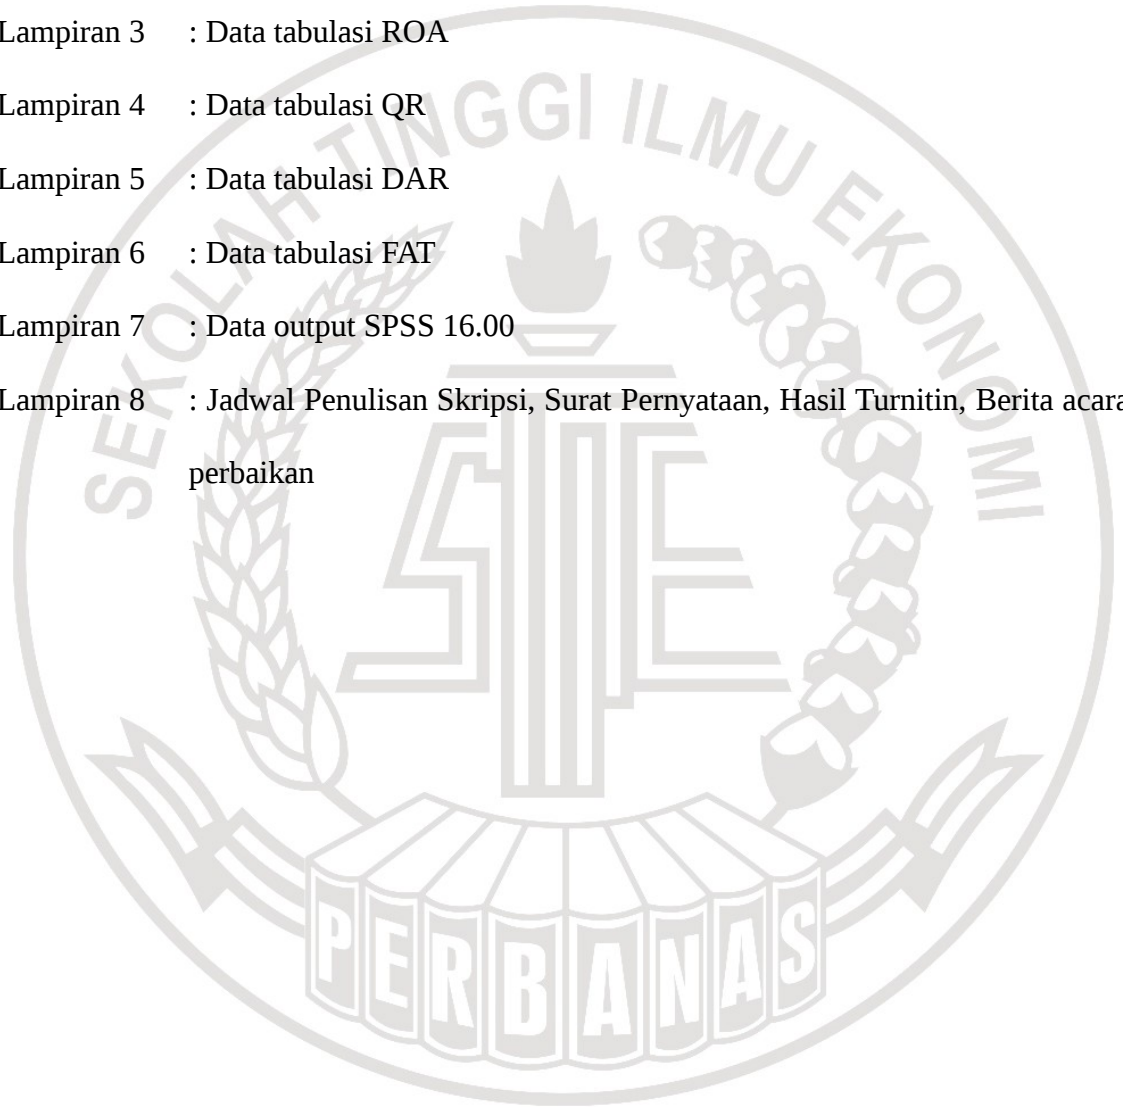 Lampiran 3 : Data tabulasi ROA
Lampiran 4 : Data tabulasi QR
Lampiran 5 : Data tabulasi DAR
Lampiran 6 : Data tabulasi FAT
Lampiran 7 : Data output SPSS 16.00
Lampiran 8 : Jadwal Penulisan Skripsi, Surat Pernyataan, Hasil Turnitin, Berita acara
perbaikan
SEKOLAH TINGGI ILMU EKONOMI
STIE
PERBANAS